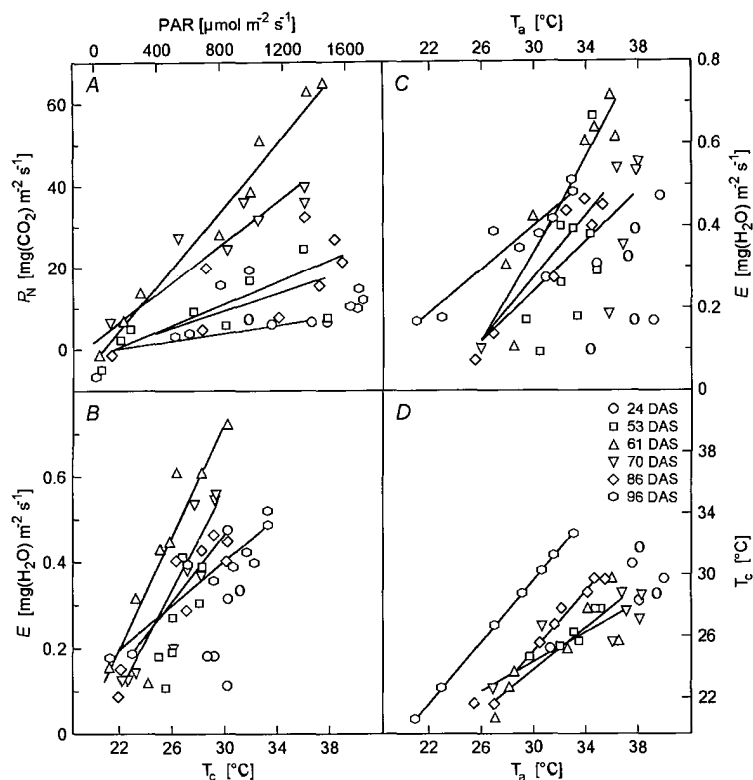 PAR [μmol m⁻² s⁻¹]
0 400 800 1200 1600
T_a [°C]
22 26 30 34 38
A
60
40
20
0
P_N [mg(CO₂) m⁻² s⁻¹]
C
0.8
0.6
0.4
0.2
0
E [mg(H₂O) m⁻² s⁻¹]
B
0.6
0.4
0.2
0
E [mg(H₂O) m⁻² s⁻¹]
22 26 30 34 38
T_c [°C]
D
24 DAS
53 DAS
61 DAS
70 DAS
86 DAS
96 DAS
38
34
30
26
22
T_c [°C]
22 26 30 34 38
T_a [°C]